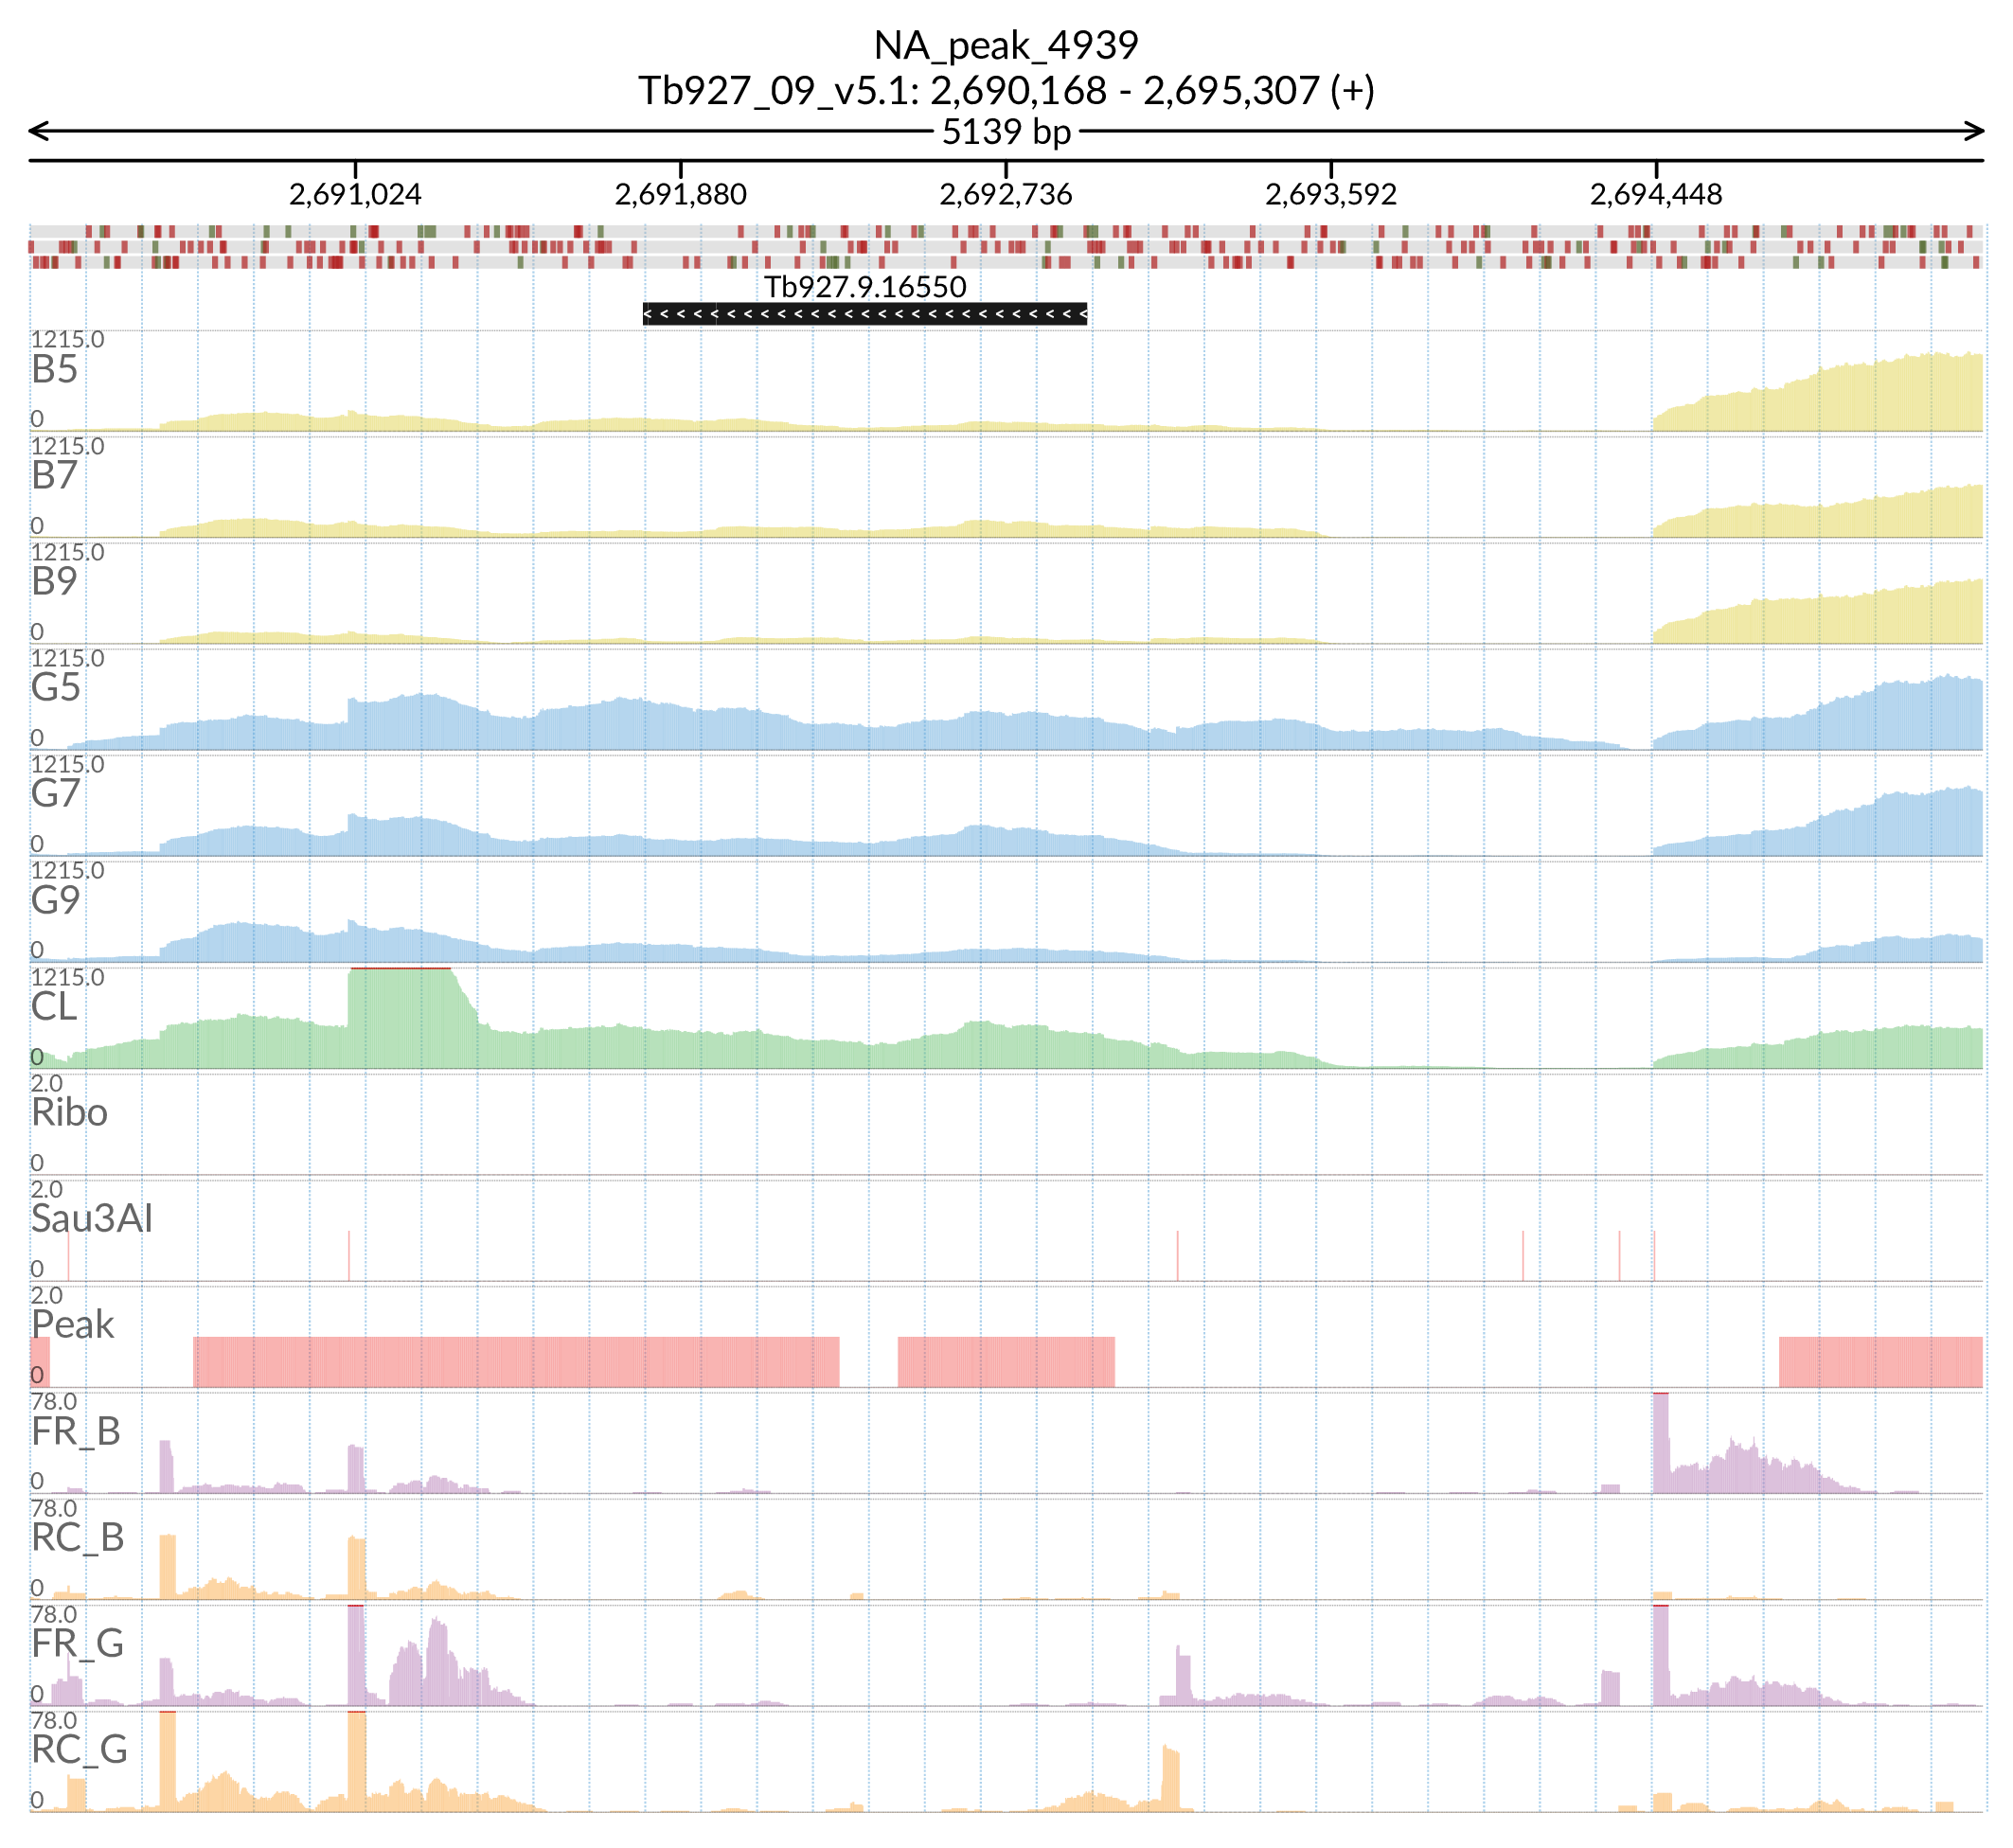 NA_peak_4939
Tb927_09_v5.1: 2,690,168 - 2,695,307 (+)
5139 bp
2,691,024 2,691,880 2,692,736 2,693,592 2,694,448
Tb927.9.16550
1215.0
B5
0
1215.0
B7
0
1215.0
B9
0
1215.0
G5
0
1215.0
G7
0
1215.0
G9
0
1215.0
CL
0
2.0
Ribo
0
2.0
Sau3AI
0
2.0
Peak
0
78.0
FR_B
0
78.0
RC_B
0
78.0
FR_G
0
78.0
RC_G
0